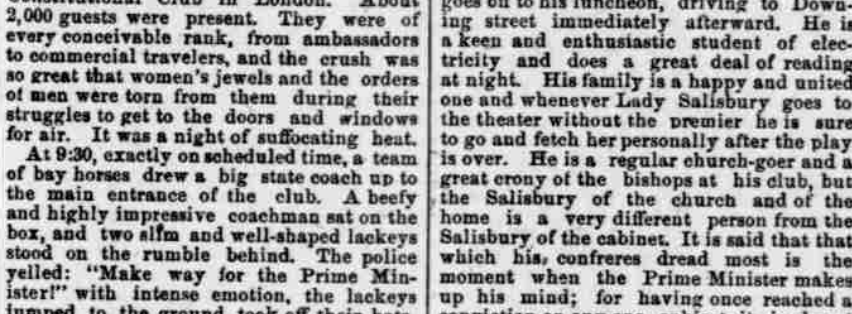 Constitutional Club in London. About
2,000 guests were present. They were of
every conceivable rank, from ambassadors
to commercial travelers, and the crush was
so great that women's jewels and the orders
of men were torn from them during their
struggles to get to the doors and windows
for air. It was a night of suffocating heat.
At 9:30, exactly on scheduled time, a team
of bay horses drew a big state coach up to
the main entrance of the club. A beefy
and highly impressive coachman sat on the
box, and two slim and well-shaped lackeys
stood on the rumble behind. The police
yelled: "Make way for the Prime Min-
ister!" with intense emotion, the lackeys
jumped to the ground, took off their hats
goes on to his luncheon, driving to Down-
ing street immediately afterward. He is
a keen and enthusiastic student of elec-
tricity and does a great deal of reading
at night. His family is a happy and united
one and whenever Lady Salisbury goes to
the theater without the premier he is sure
to go and fetch her personally after the play
is over. He is a regular church-goer and a
great crony of the bishops at his club, but
the Salisbury of the church and of the
home is a very different person from the
Salisbury of the cabinet. It is said that that
which his confreres dread most is the
moment when the Prime Minister makes
up his mind; for having once reached a